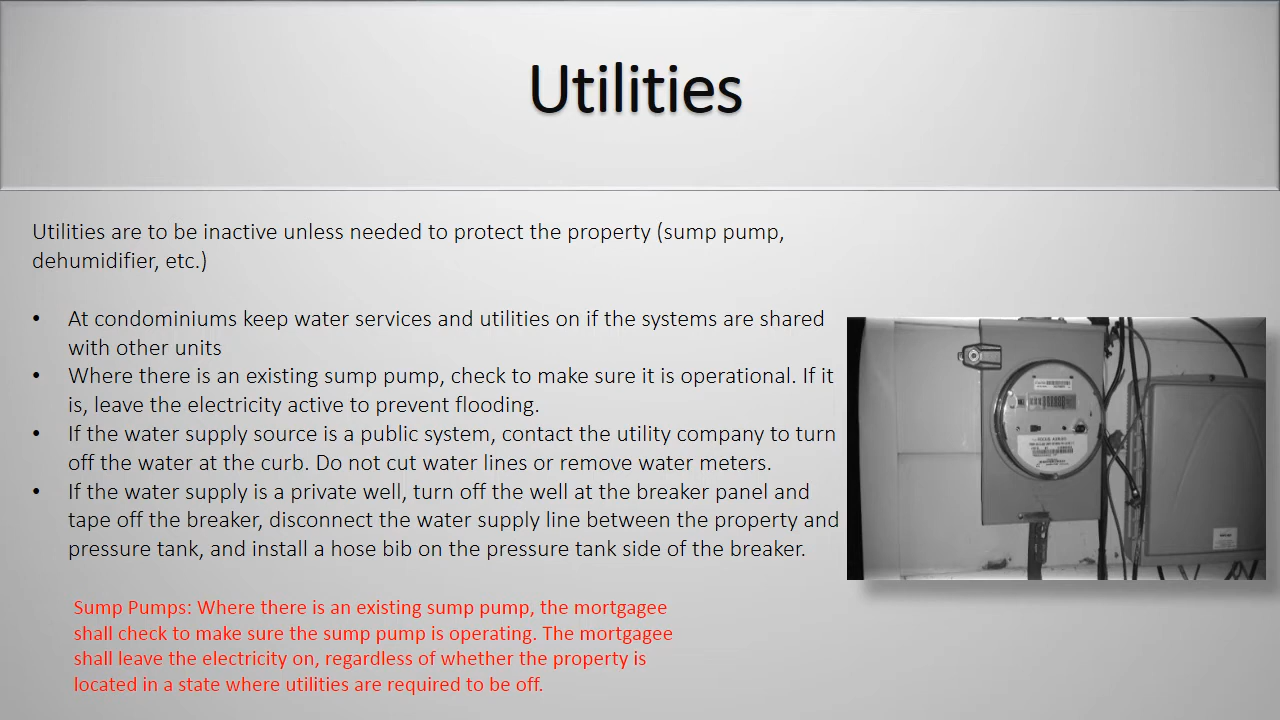 Utilities
Utilities are to be inactive unless needed to protect the property (sump pump,
dehumidifier, etc.)
• At condominiums keep water services and utilities on if the systems are shared
with other units
• Where there is an existing sump pump, check to make sure it is operational. If it
is, leave the electricity active to prevent flooding.
• If the water supply source is a public system, contact the utility company to turn
off the water at the curb. Do not cut water lines or remove water meters.
• If the water supply is a private well, turn off the well at the breaker panel and
tape off the breaker, disconnect the water supply line between the property and
pressure tank, and install a hose bib on the pressure tank side of the breaker.
Sump Pumps: Where there is an existing sump pump, the mortgagee
shall check to make sure the sump pump is operating. The mortgagee
shall leave the electricity on, regardless of whether the property is
located in a state where utilities are required to be off.